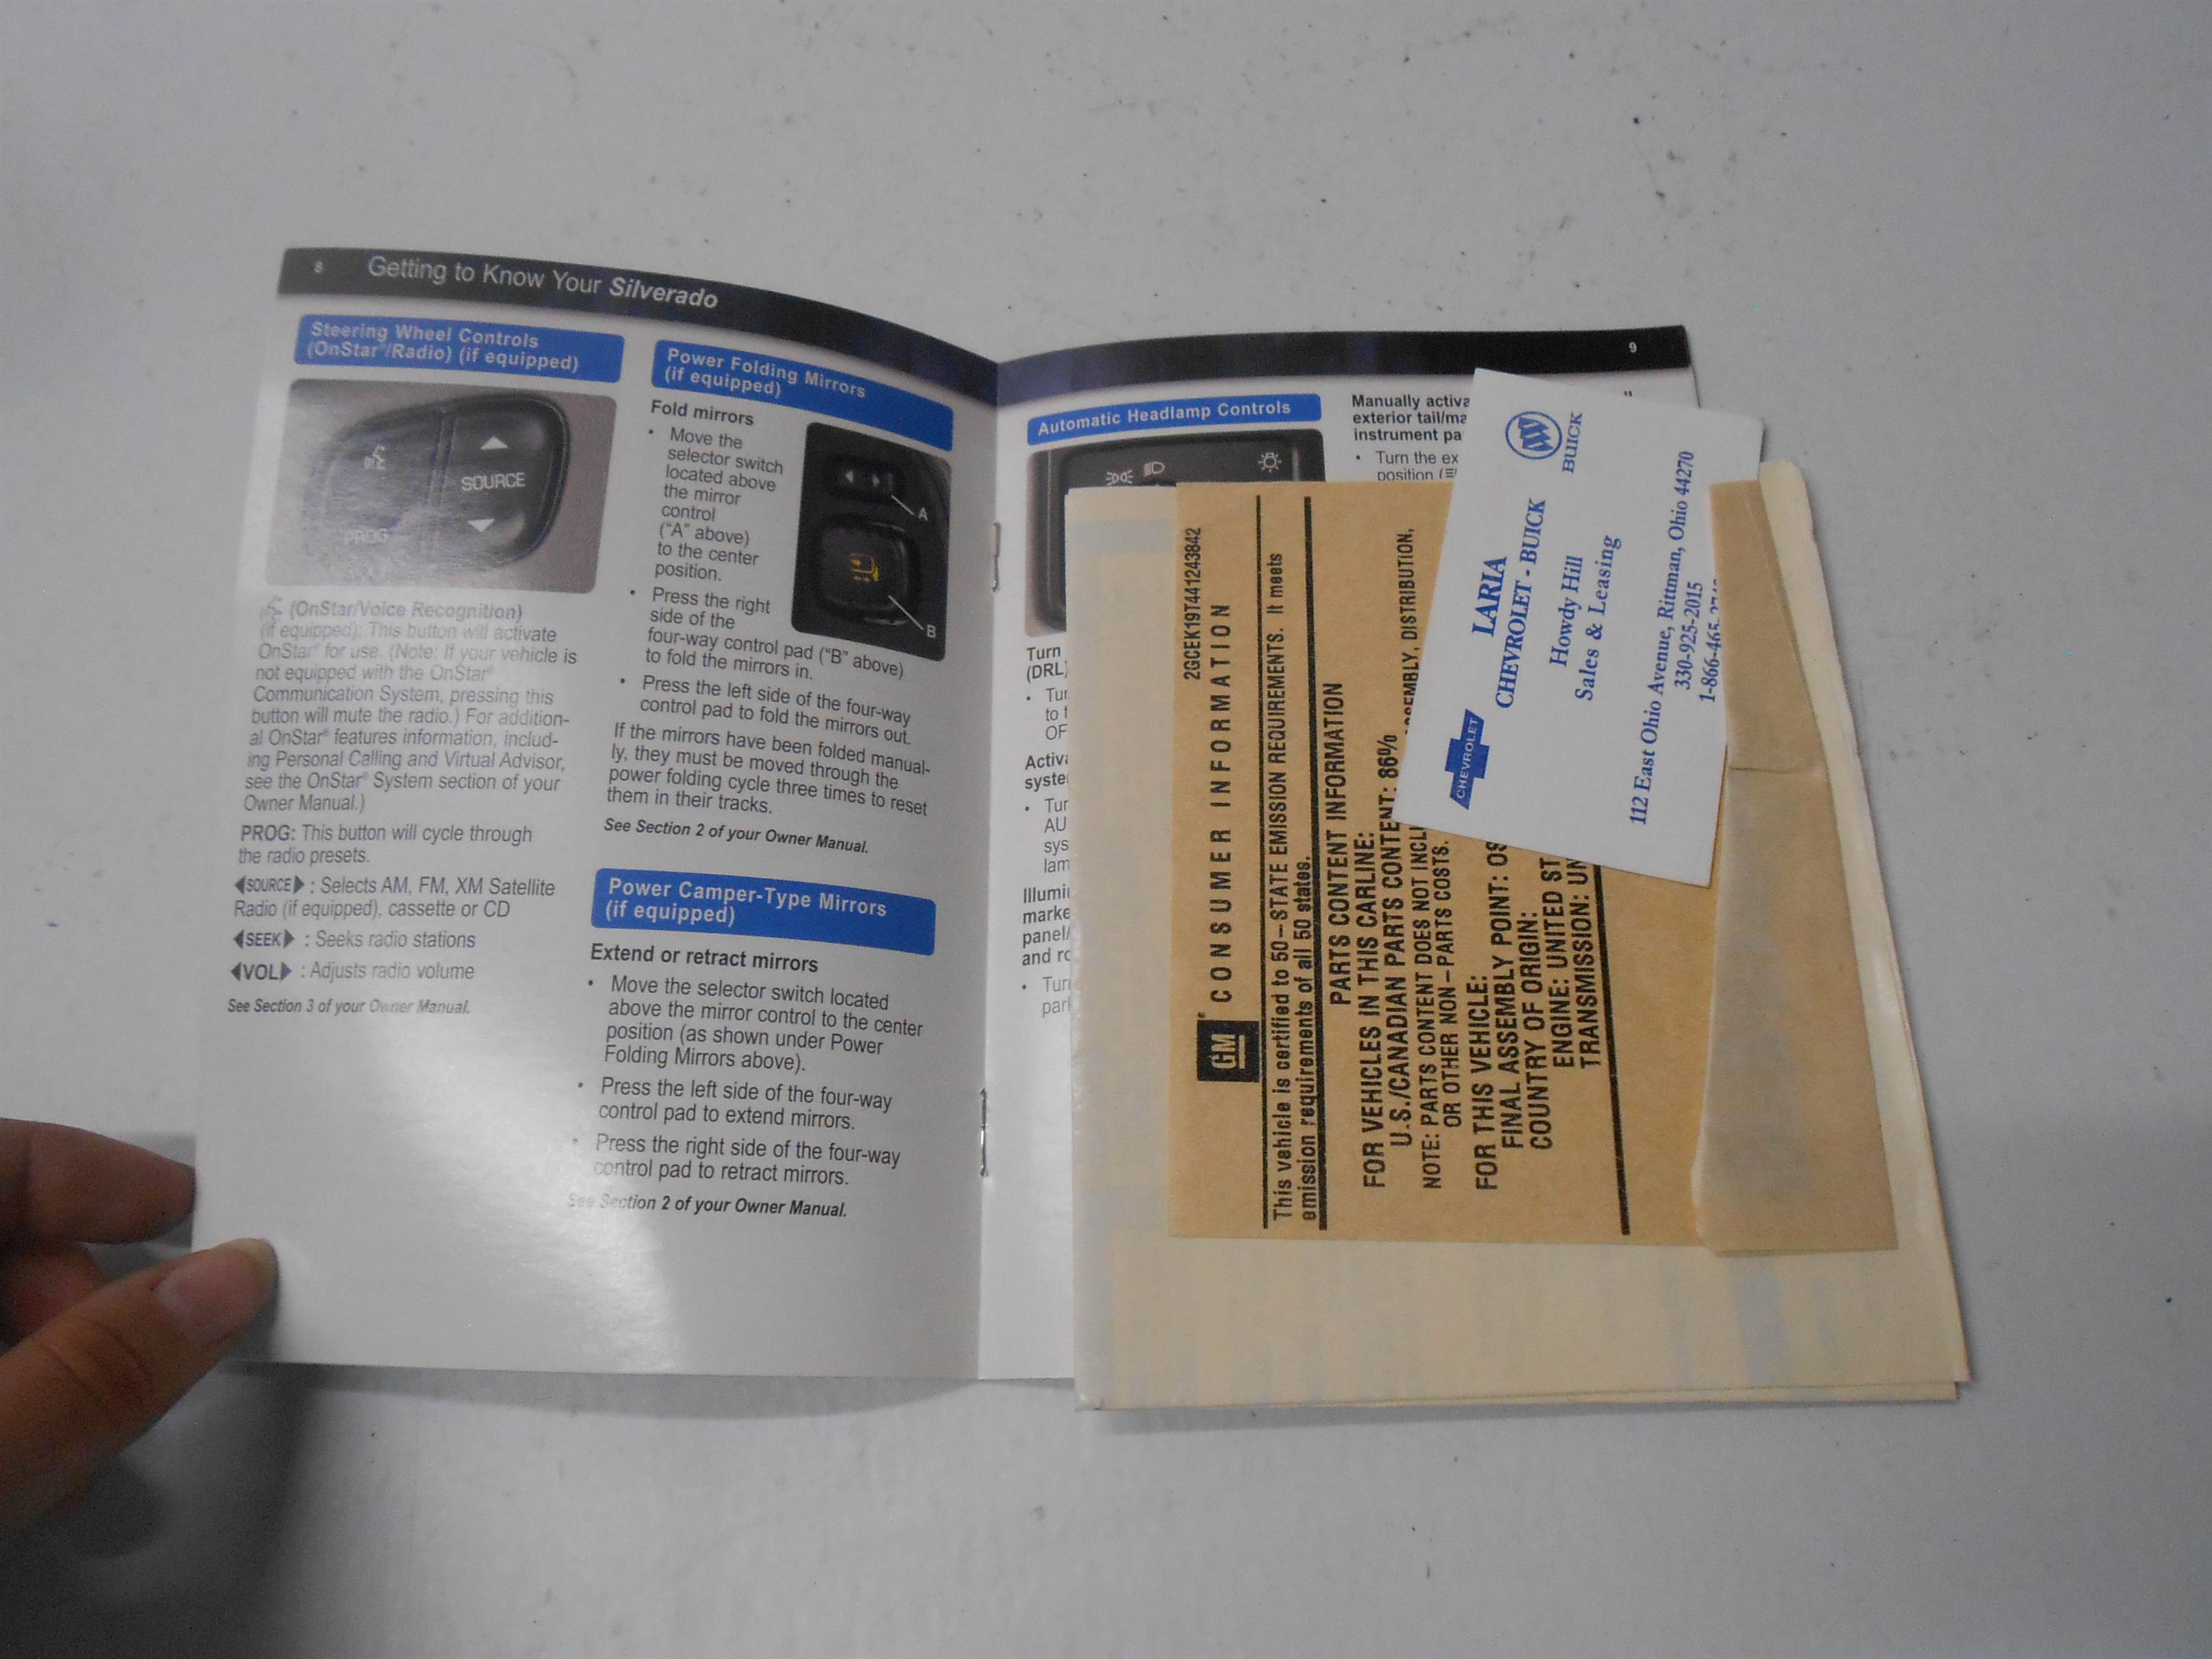 8 Getting to Know Your Silverado
Steering Wheel Controls
(OnStar®/Radio) (if equipped)
SOURCE
PROG
(OnStar/Voice Recognition)
(if equipped): This button will activate
OnStar® for use. (Note: If your vehicle is
not equipped with the OnStar®
Communication System, pressing this
button will mute the radio.) For addition-
al OnStar® features information, includ-
ing Personal Calling and Virtual Advisor,
see the OnStar® System section of your
Owner Manual.)
PROG: This button will cycle through
the radio presets.
◀SOURCE▶ : Selects AM, FM, XM Satellite
Radio (if equipped), cassette or CD
◀SEEK▶ : Seeks radio stations
◀VOL▶ : Adjusts radio volume
See Section 3 of your Owner Manual.
Power Folding Mirrors
(if equipped)
Fold mirrors
• Move the
selector switch
located above
the mirror
control
("A" above)
to the center
position.
• Press the right
side of the
four-way control pad ("B" above)
to fold the mirrors in.
• Press the left side of the four-way
control pad to fold the mirrors out.
If the mirrors have been folded manual-
ly, they must be moved through the
power folding cycle three times to reset
them in their tracks.
See Section 2 of your Owner Manual.
A
B
Power Camper-Type Mirrors
(if equipped)
Extend or retract mirrors
• Move the selector switch located
above the mirror control to the center
position (as shown under Power
Folding Mirrors above).
• Press the left side of the four-way
control pad to extend mirrors.
• Press the right side of the four-way
control pad to retract mirrors.
See Section 2 of your Owner Manual.
9
Automatic Headlamp Controls
Turn
(DRL)
• Tur
to t
OF
Activa
syste
• Tur
AU
sys
lam
Illumi
marke
panel/
and ro
• Turn
park
Manually activa
exterior tail/ma
instrument pa
• Turn the ex
position
2GCEK19T441243842
GM CONSUMER INFORMATION
This vehicle is certified to 50-STATE EMISSION REQUIREMENTS. It meets
emission requirements of all 50 states.
PARTS CONTENT INFORMATION
FOR VEHICLES IN THIS CARLINE:
U.S./CANADIAN PARTS CONTENT: 86%
NOTE: PARTS CONTENT DOES NOT INCL SEMBLY, DISTRIBUTION,
OR OTHER NON-PARTS COSTS.
FOR THIS VEHICLE:
FINAL ASSEMBLY POINT: OS
COUNTRY OF ORIGIN:
ENGINE: UNITED ST
TRANSMISSION: UN
CHEVROLET
BUICK
LARIA
CHEVROLET - BUICK
Howdy Hill
Sales & Leasing
112 East Ohio Avenue, Rittman, Ohio 44270
330-925-2015
1-866-465-